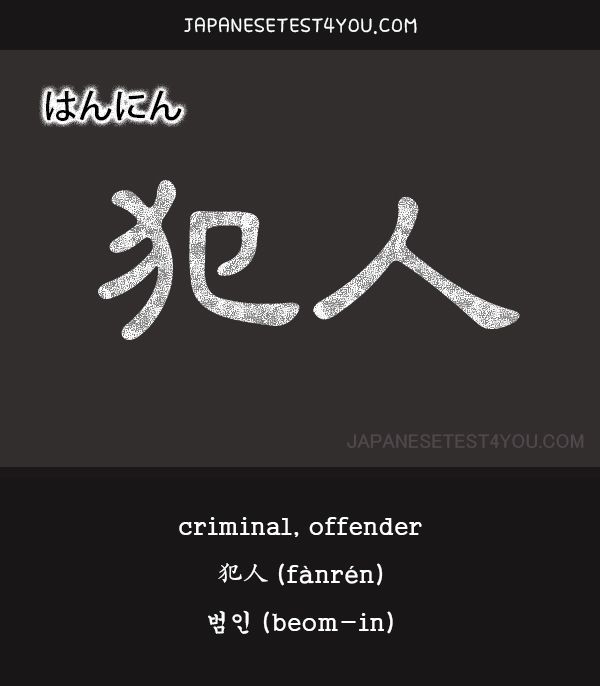 JAPANESETEST4YOU.COM
はんにん
犯人
JAPANESETEST4YOU.COM
criminal, offender
犯人 (fànrén)
범인 (beom-in)